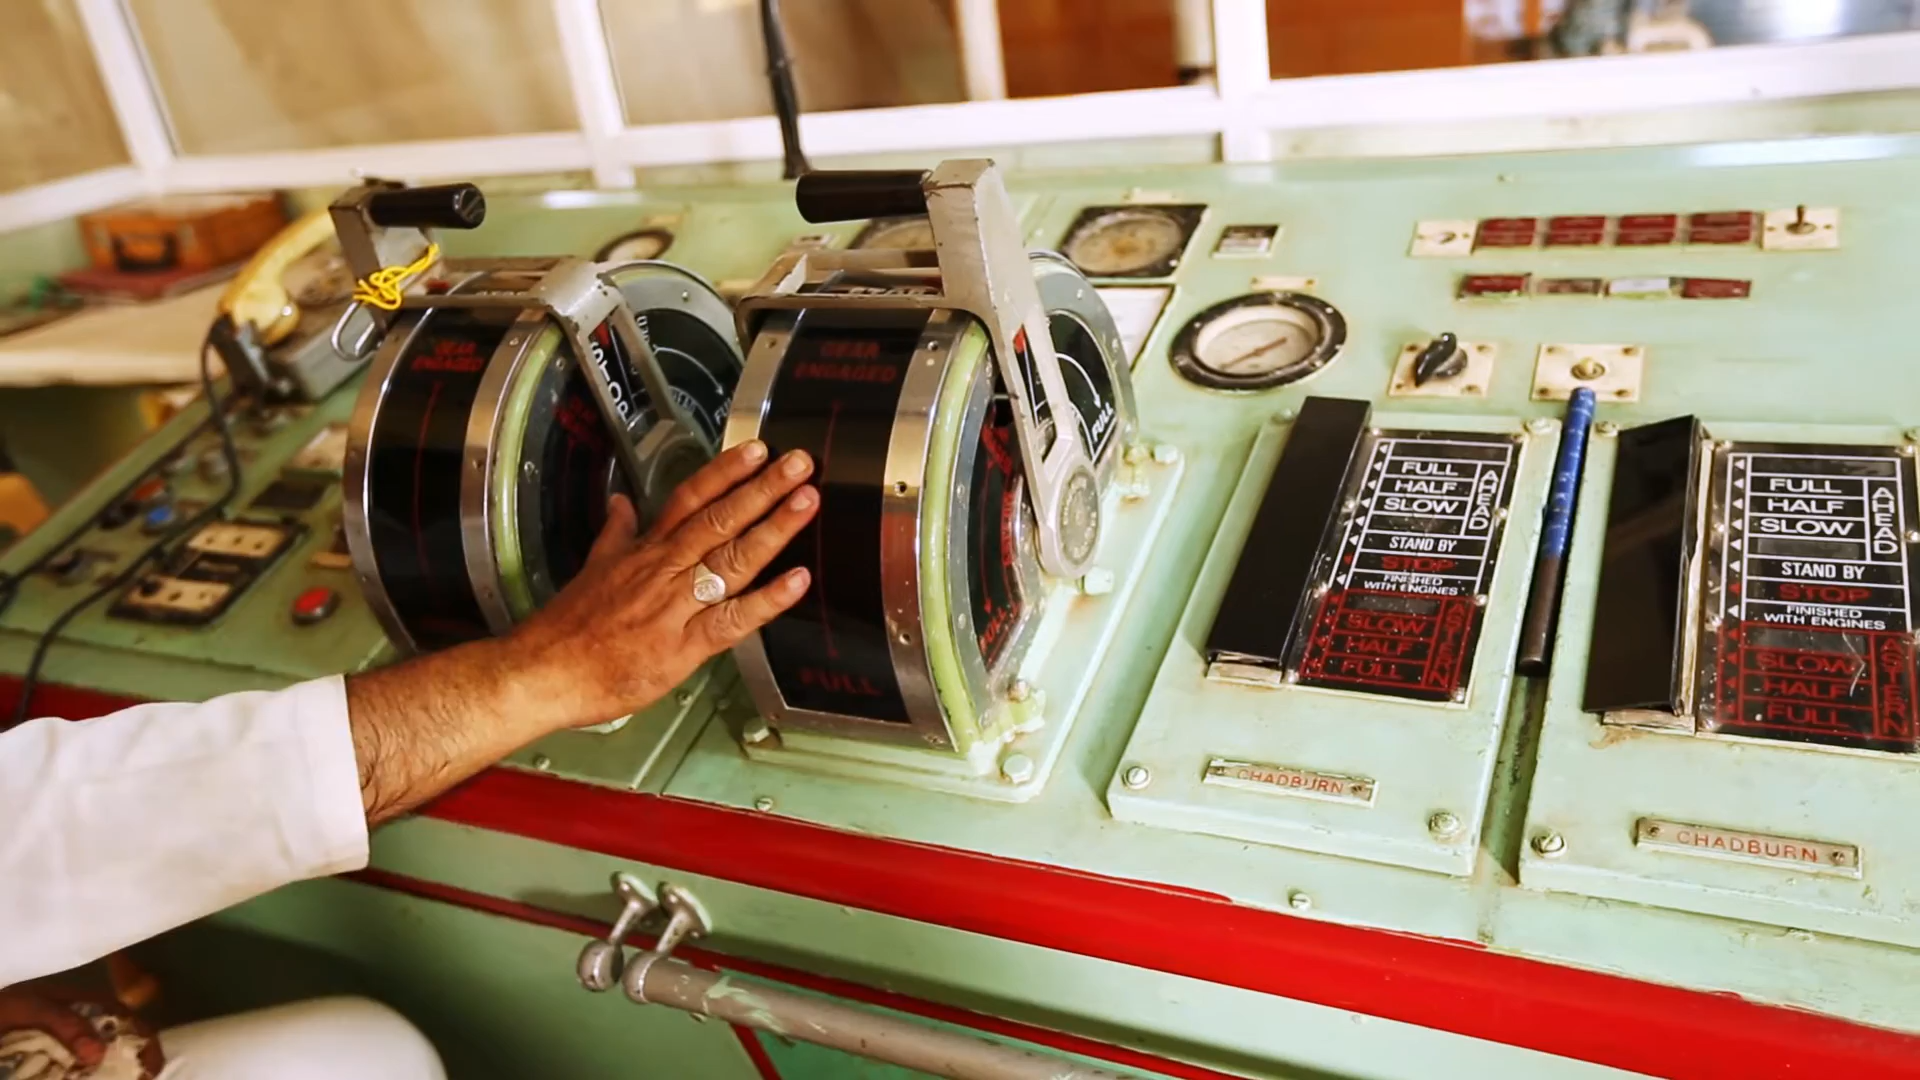 GEAR
ENGAGED
STOP
FULL
GEAR
ENGAGED
FULL
FULL
FULL
FULL
HALF
SLOW
AHEAD
STAND BY
STOP
FINISHED
WITH ENGINES
SLOW
HALF
FULL
ASTERN
CHADBURN
FULL
HALF
SLOW
AHEAD
STAND BY
STOP
FINISHED
WITH ENGINES
SLOW
HALF
FULL
ASTERN
CHADBURN